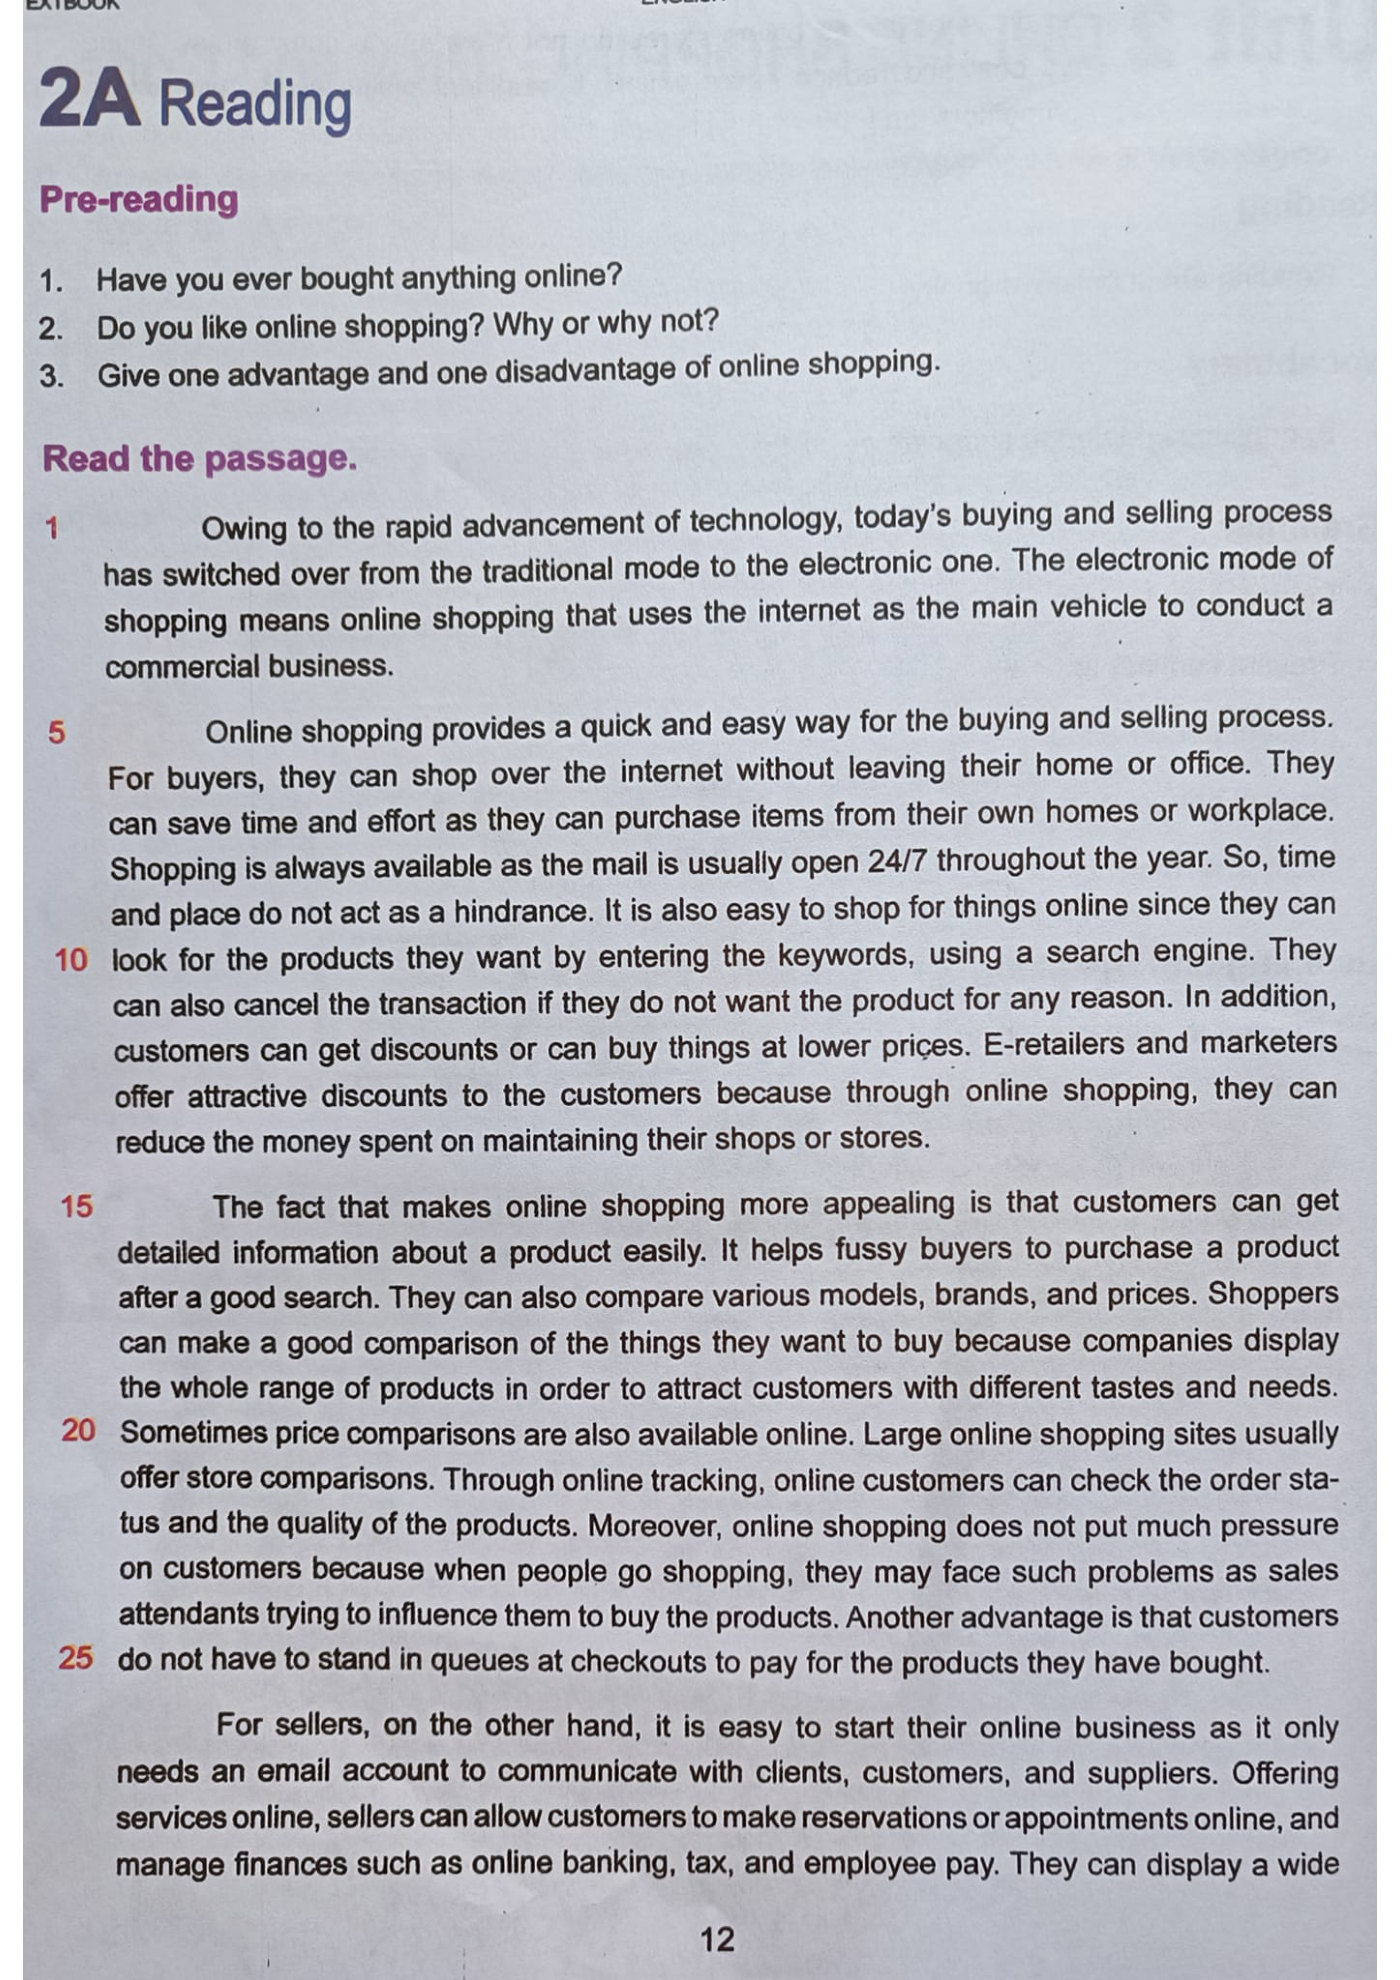 2A Reading
Pre-reading
1. Have you ever bought anything online?
2. Do you like online shopping? Why or why not?
3. Give one advantage and one disadvantage of online shopping.
Read the passage.
1 Owing to the rapid advancement of technology, today's buying and selling process
has switched over from the traditional mode to the electronic one. The electronic mode of
shopping means online shopping that uses the internet as the main vehicle to conduct a
commercial business.
5 Online shopping provides a quick and easy way for the buying and selling process.
For buyers, they can shop over the internet without leaving their home or office. They
can save time and effort as they can purchase items from their own homes or workplace.
Shopping is always available as the mail is usually open 24/7 throughout the year. So, time
and place do not act as a hindrance. It is also easy to shop for things online since they can
10 look for the products they want by entering the keywords, using a search engine. They
can also cancel the transaction if they do not want the product for any reason. In addition,
customers can get discounts or can buy things at lower prices. E-retailers and marketers
offer attractive discounts to the customers because through online shopping, they can
reduce the money spent on maintaining their shops or stores.
15 The fact that makes online shopping more appealing is that customers can get
detailed information about a product easily. It helps fussy buyers to purchase a product
after a good search. They can also compare various models, brands, and prices. Shoppers
can make a good comparison of the things they want to buy because companies display
the whole range of products in order to attract customers with different tastes and needs.
20 Sometimes price comparisons are also available online. Large online shopping sites usually
offer store comparisons. Through online tracking, online customers can check the order sta-
tus and the quality of the products. Moreover, online shopping does not put much pressure
on customers because when people go shopping, they may face such problems as sales
attendants trying to influence them to buy the products. Another advantage is that customers
25 do not have to stand in queues at checkouts to pay for the products they have bought.
For sellers, on the other hand, it is easy to start their online business as it only
needs an email account to communicate with clients, customers, and suppliers. Offering
services online, sellers can allow customers to make reservations or appointments online, and
manage finances such as online banking, tax, and employee pay. They can display a wide
12